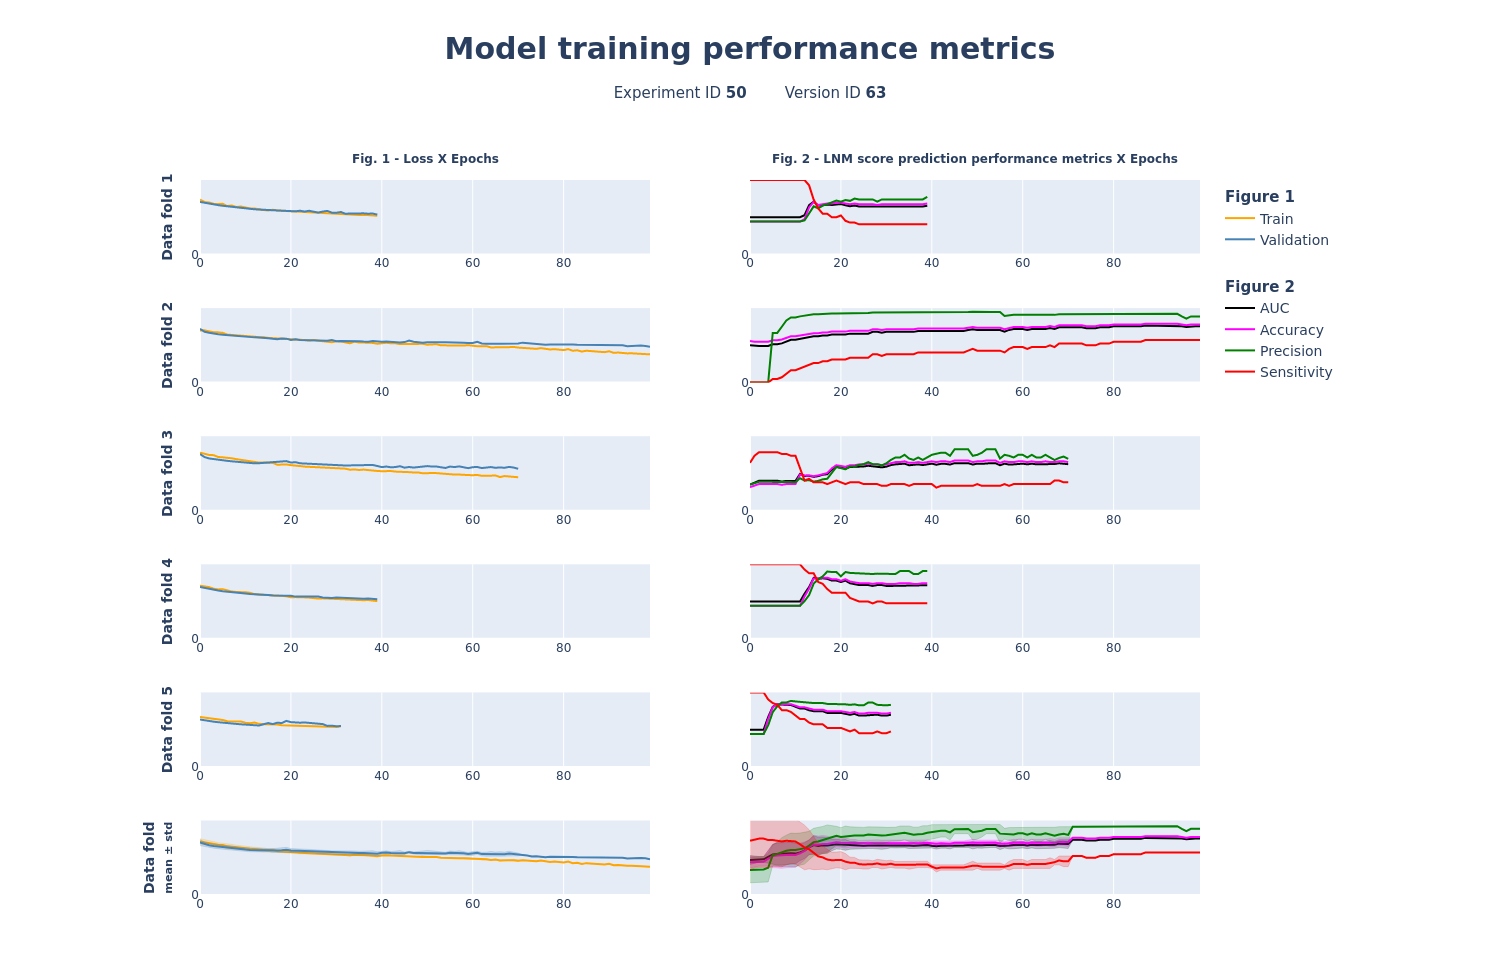 Model training performance metrics
Experiment ID 50 Version ID 63
Fig. 1 - Loss X Epochs
Fig. 2 - LNM score prediction performance metrics X Epochs
Data fold 1
0
0 20 40 60 80
0
0 20 40 60 80
Figure 1
Train
Validation
Figure 2
AUC
Accuracy
Precision
Sensitivity
Data fold 2
0
0 20 40 60 80
0
0 20 40 60 80
Data fold 3
0
0 20 40 60 80
0
0 20 40 60 80
Data fold 4
0
0 20 40 60 80
0
0 20 40 60 80
Data fold 5
0
0 20 40 60 80
0
0 20 40 60 80
Data fold
mean ± std
0
0 20 40 60 80
0
0 20 40 60 80